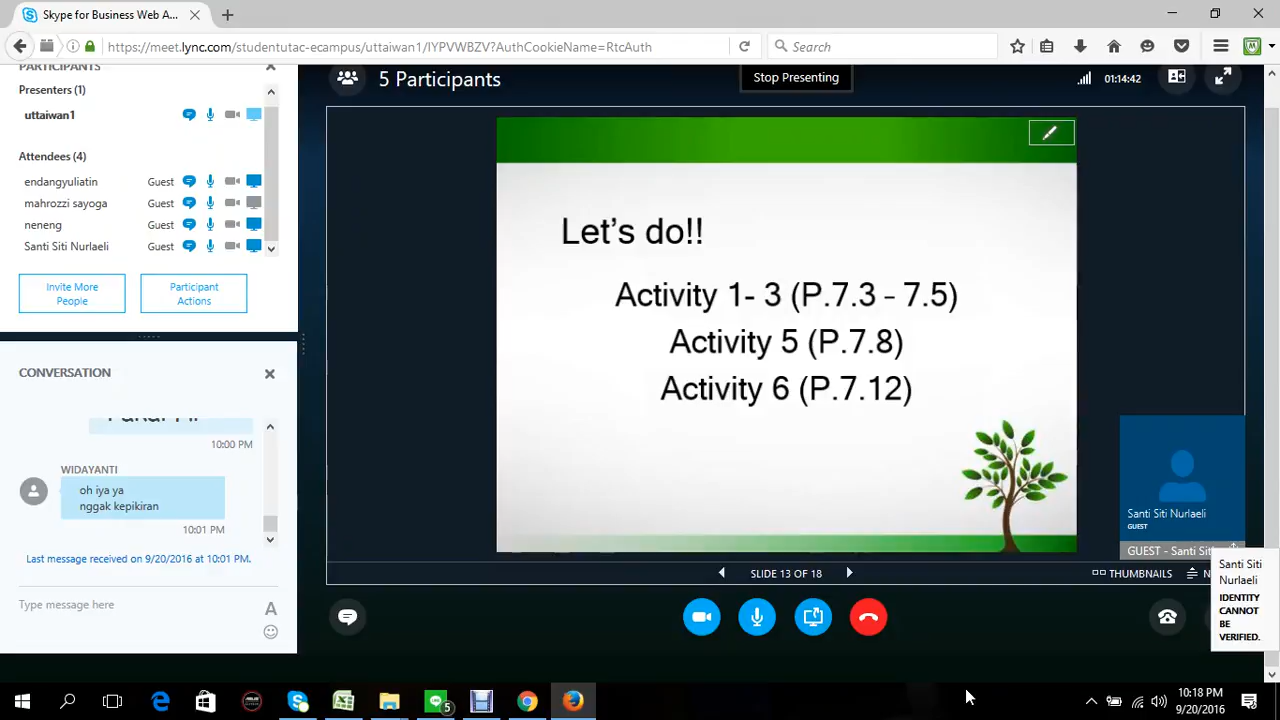 Skype for Business Web A...
https://meet.lync.com/studentutac-ecampus/uttaiwan1/IYPVWBZV?AuthCookieName=RtcAuth
Search
PARTICIPANTS
Presenters (1)
uttaiwan1
Attendees (4)
endangyuliatin Guest
mahrozzi sayoga Guest
neneng Guest
Santi Siti Nurlaeli Guest
Invite More
People
Participant
Actions
CONVERSATION
10:00 PM
WIDAYANTI
oh iya ya
nggak kepikiran
10:01 PM
Last message received on 9/20/2016 at 10:01 PM.
Type message here
A
5 Participants
Stop Presenting
01:14:42
Let's do!!
Activity 1- 3 (P.7.3 – 7.5)
Activity 5 (P.7.8)
Activity 6 (P.7.12)
Santi Siti Nurlaeli
GUEST
GUEST - Santi Siti
SLIDE 13 OF 18
THUMBNAILS
N
Santi Siti
Nurlaeli
IDENTITY
CANNOT
BE
VERIFIED.
5
10:18 PM
9/20/2016